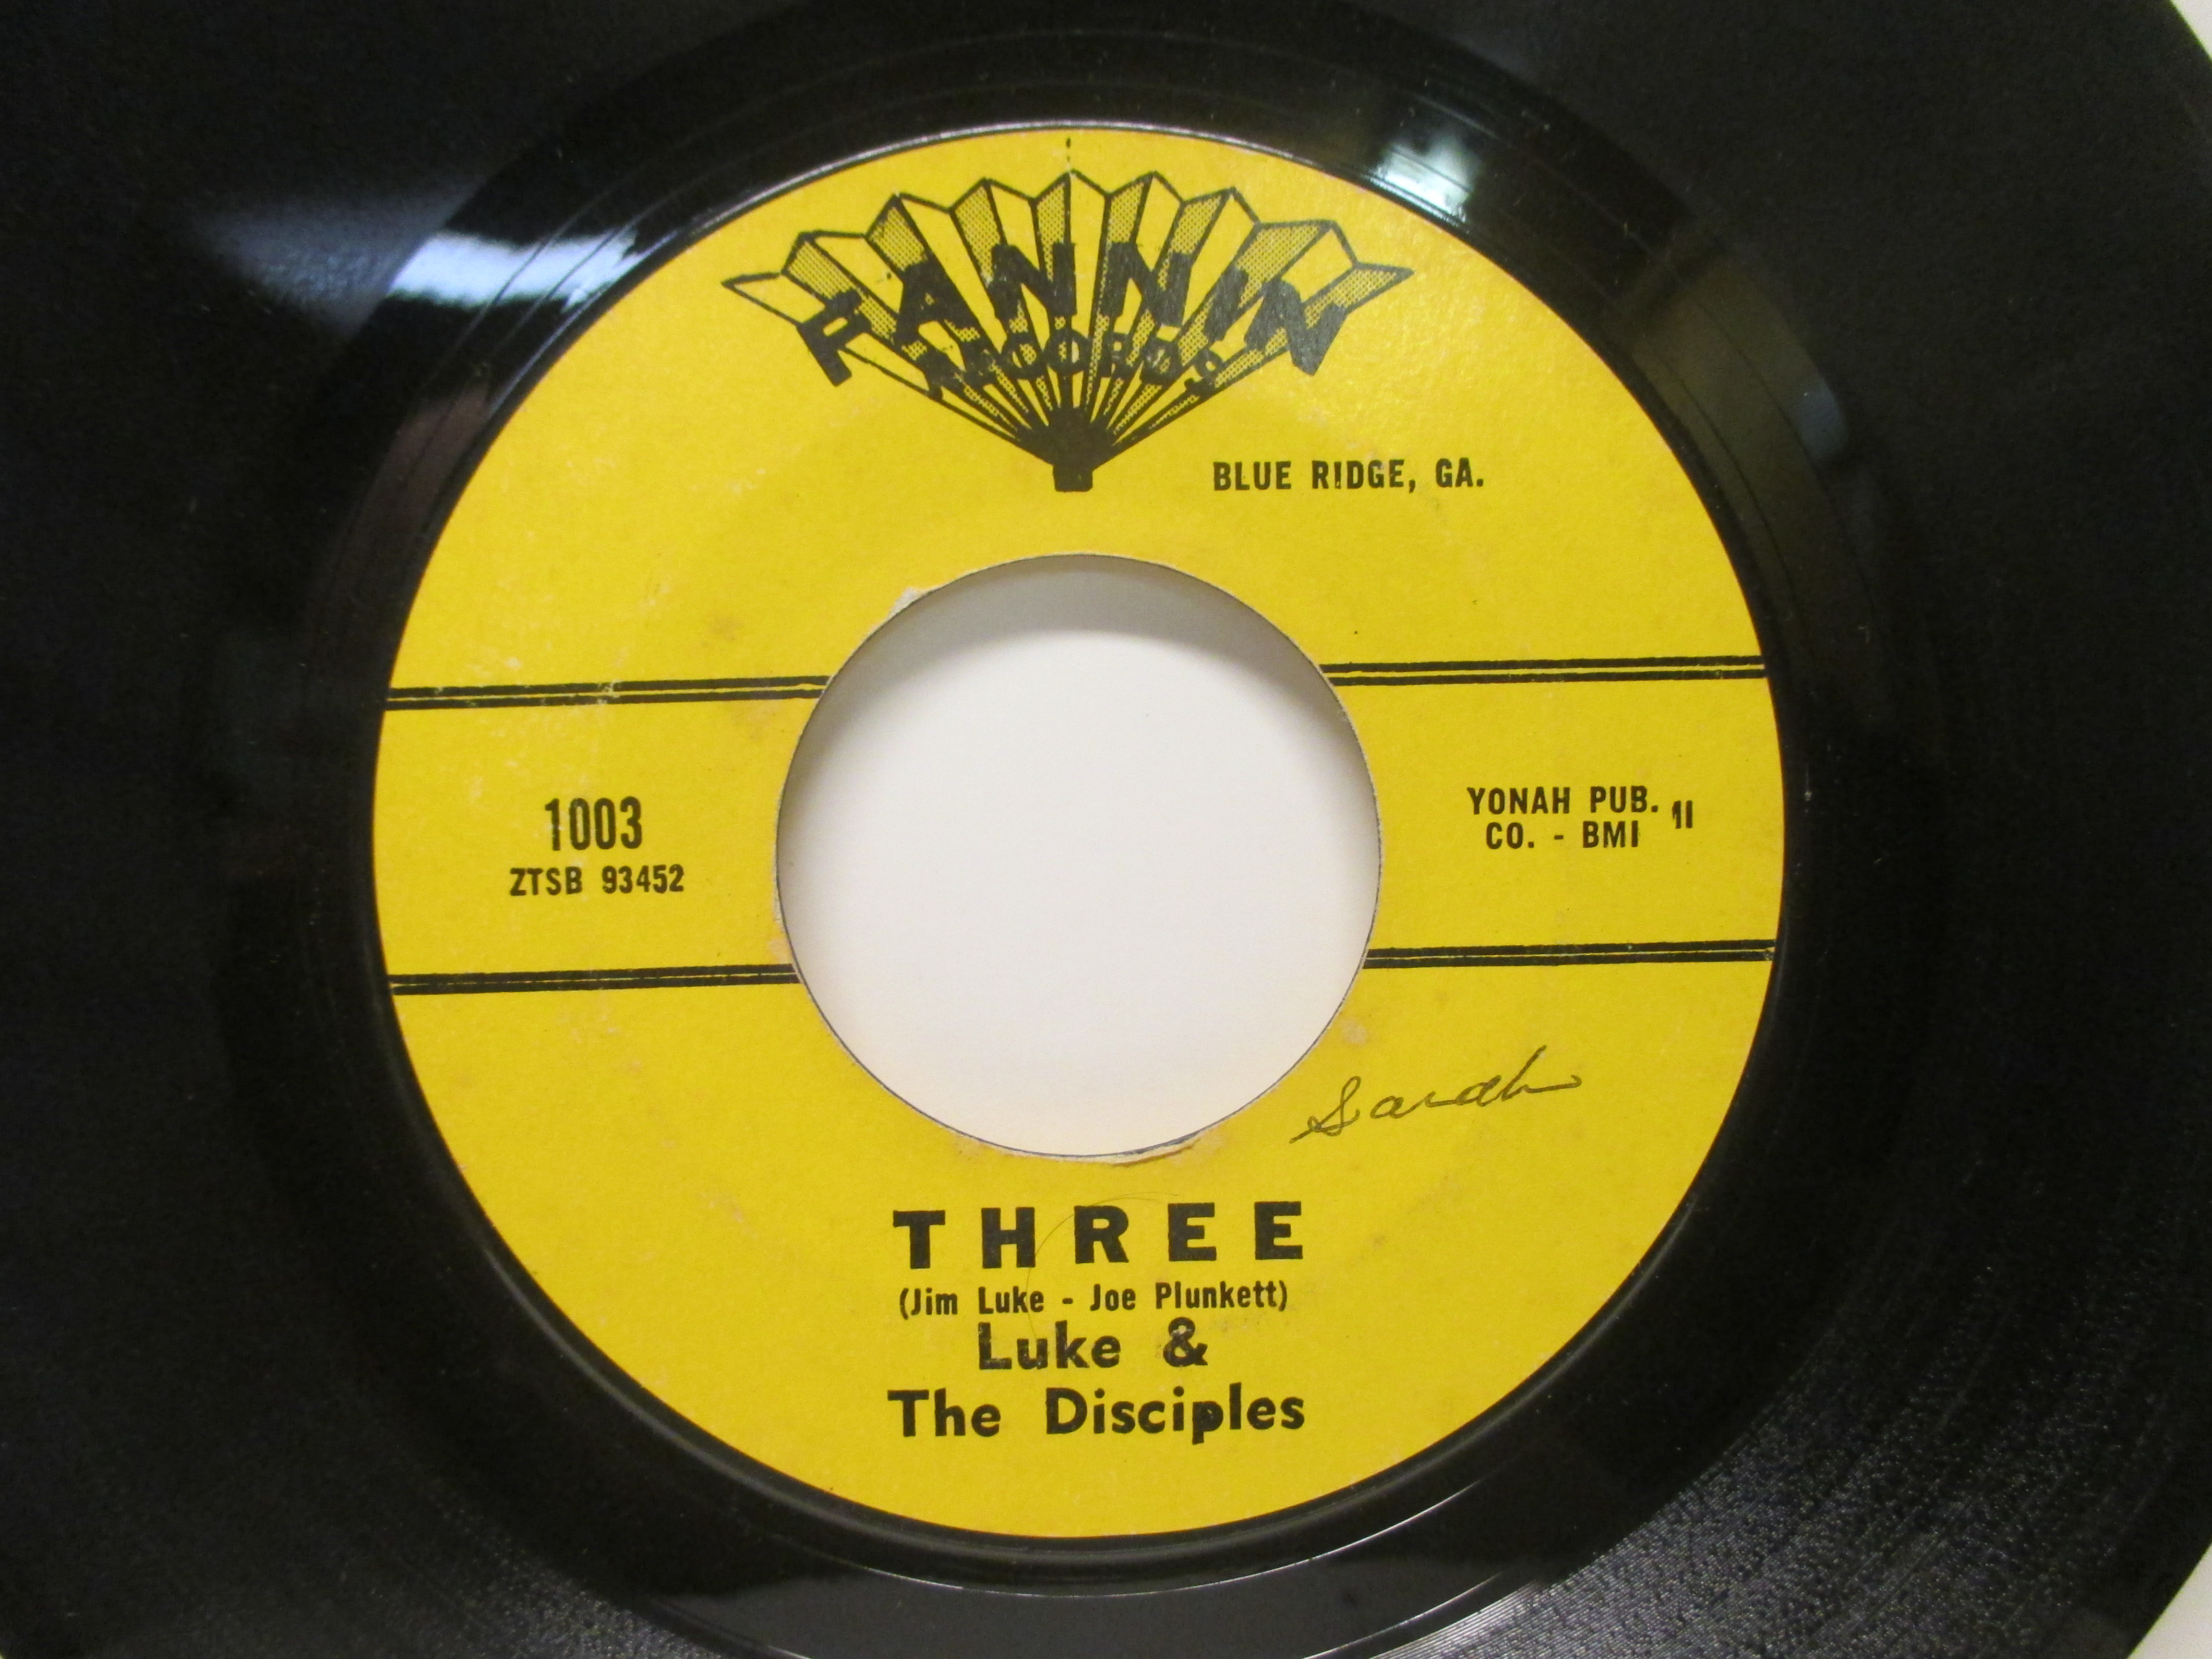 FANNIN
RECORDS
BLUE RIDGE, GA.
1003
ZTSB 93452
YONAH PUB.
CO. - BMI
Sarah
THREE
(Jim Luke - Joe Plunkett)
Luke &
The Disciples